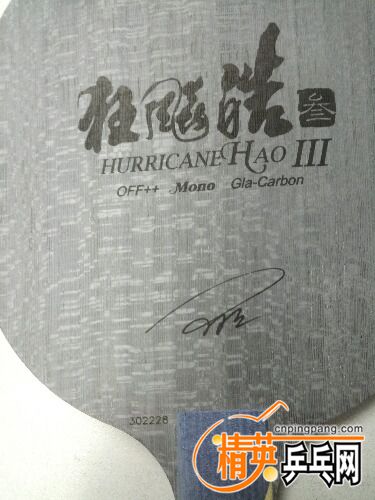 狂飚皓 叁
HURRICANE HAO III
OFF++ Mono Gla-Carbon
302228
cnpingpang.com
精英乒乓网